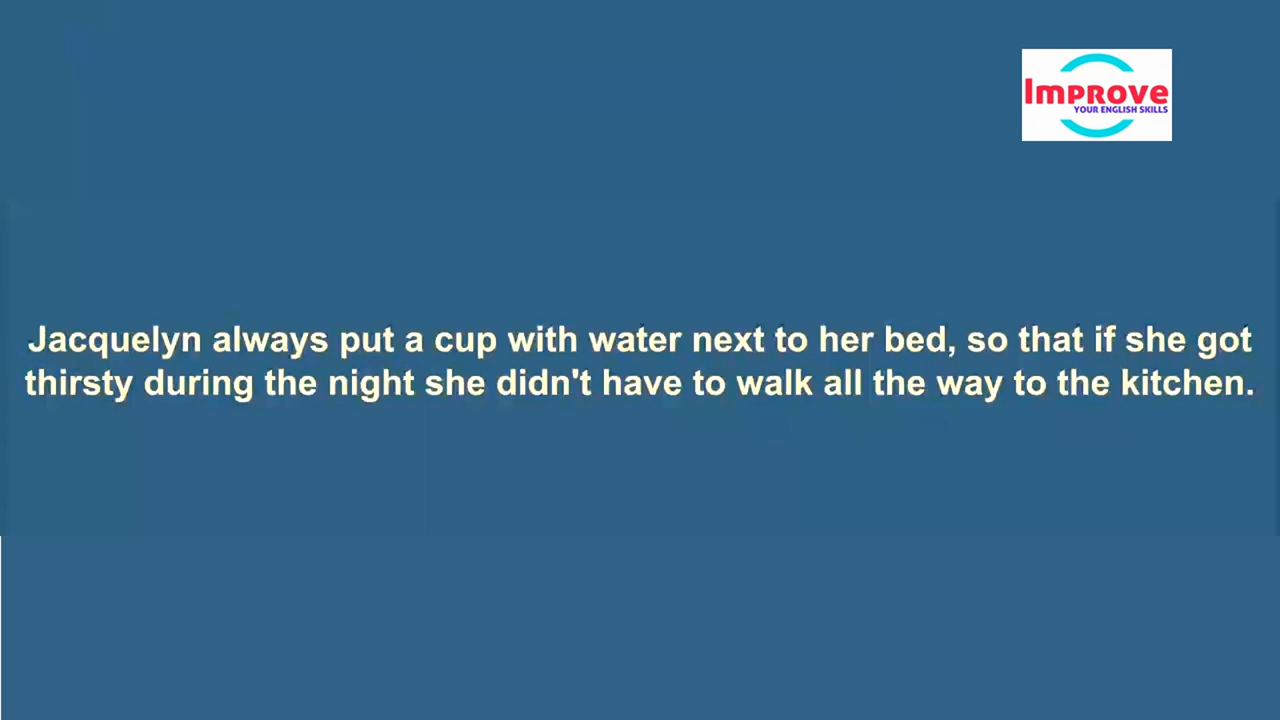 Improve
YOUR ENGLISH SKILLS
Jacquelyn always put a cup with water next to her bed, so that if she got
thirsty during the night she didn't have to walk all the way to the kitchen.